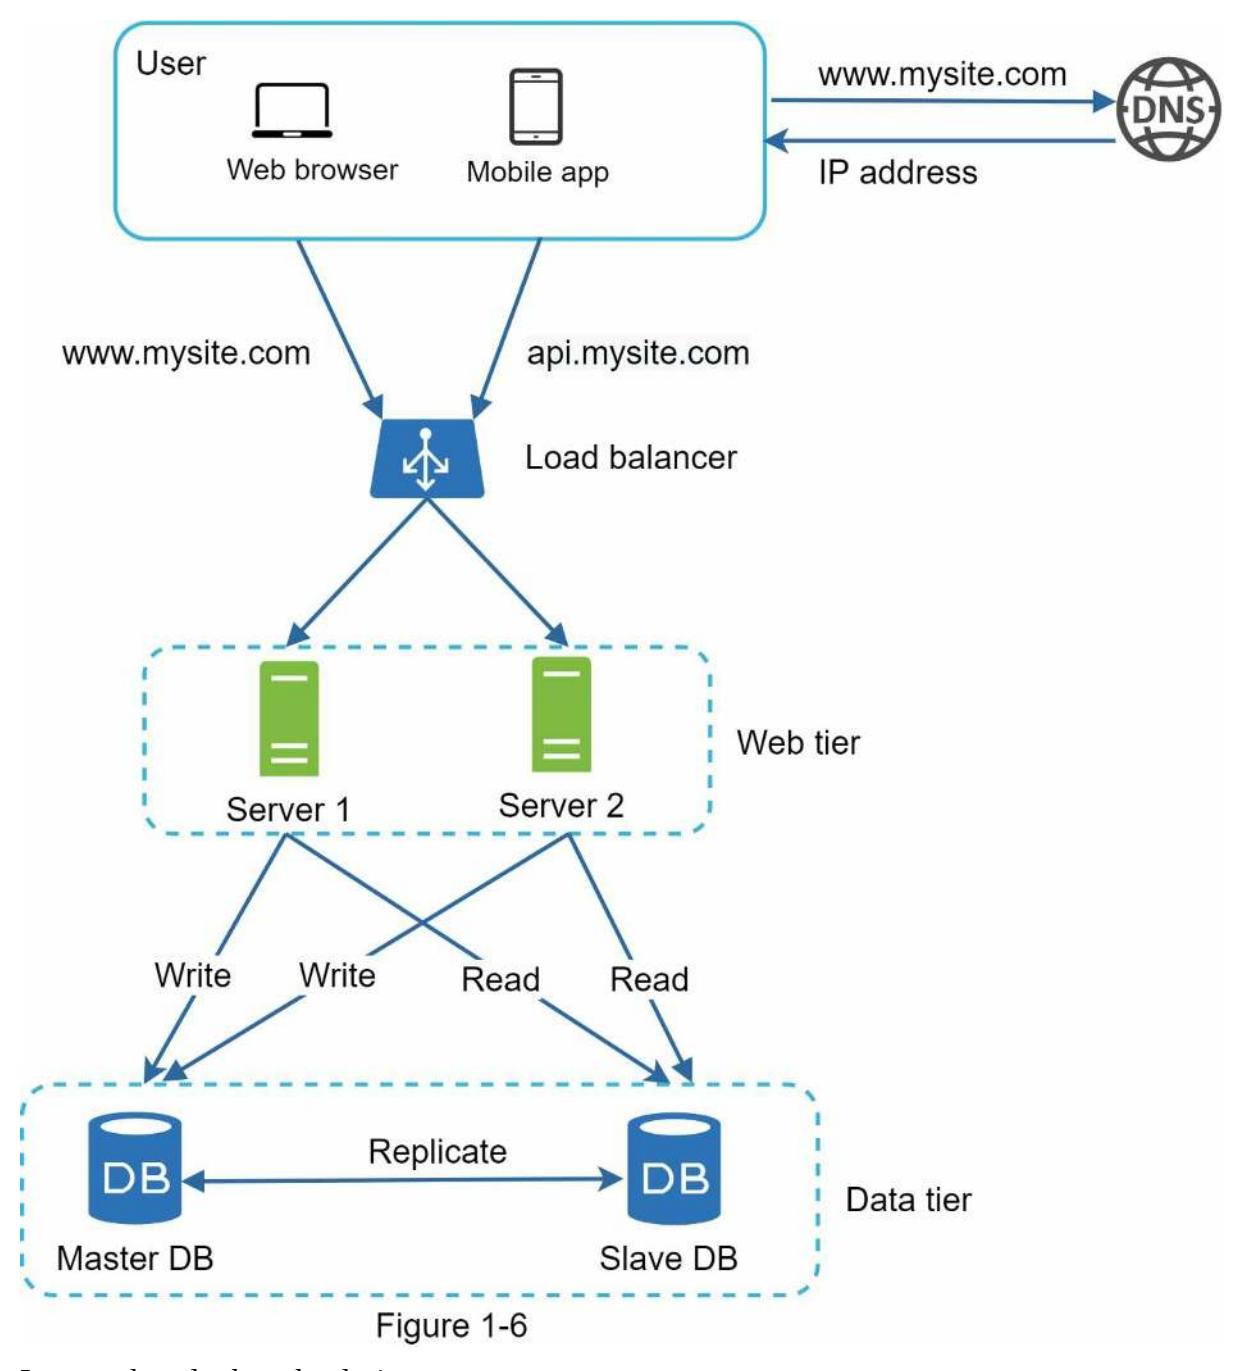 User
Web browser
Mobile app
www.mysite.com
DNS
IP address
www.mysite.com
api.mysite.com
Load balancer
Server 1
Server 2
Web tier
Write
Write
Read
Read
Replicate
DB
DB
Master DB
Slave DB
Data tier
Figure 1-6